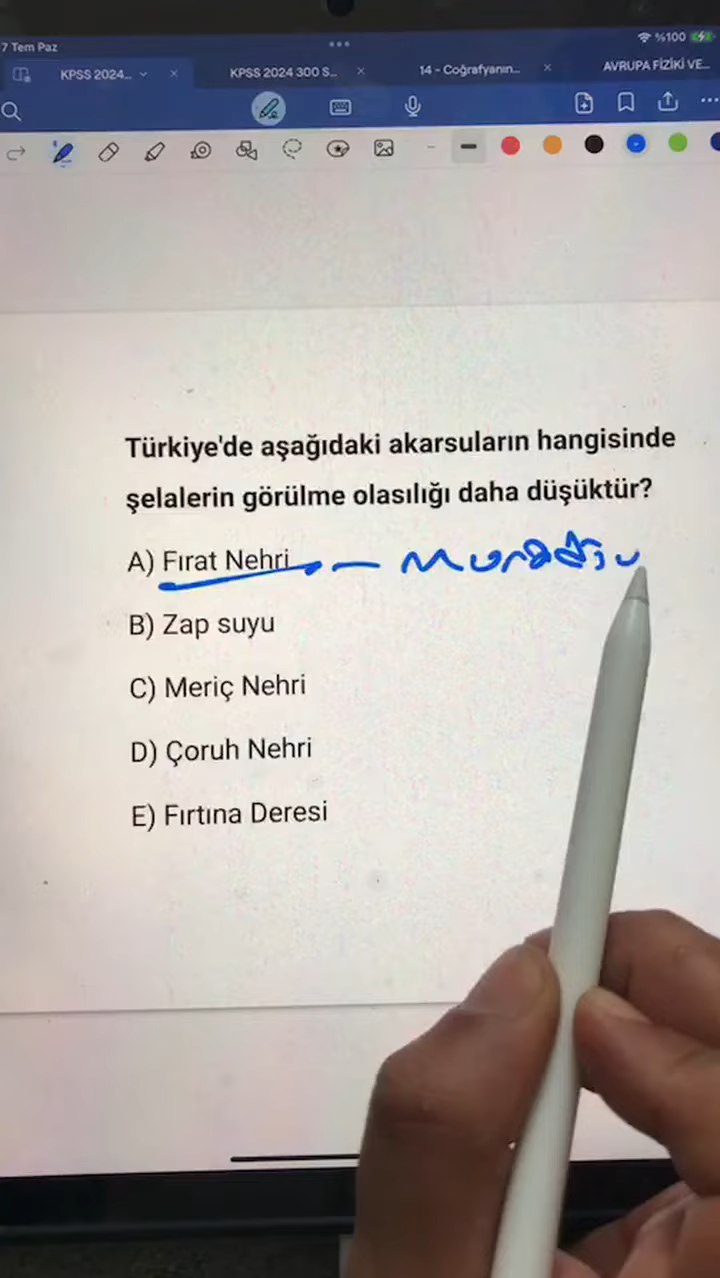 7 Tem Paz
%100
KPSS 2024...
KPSS 2024 300 S...
14 - Coğrafyanın...
AVRUPA FİZİKİ VE...
Türkiye'de aşağıdaki akarsuların hangisinde
şelalerin görülme olasılığı daha düşüktür?
A) Fırat Nehri — Muradiy
B) Zap suyu
C) Meriç Nehri
D) Çoruh Nehri
E) Fırtına Deresi